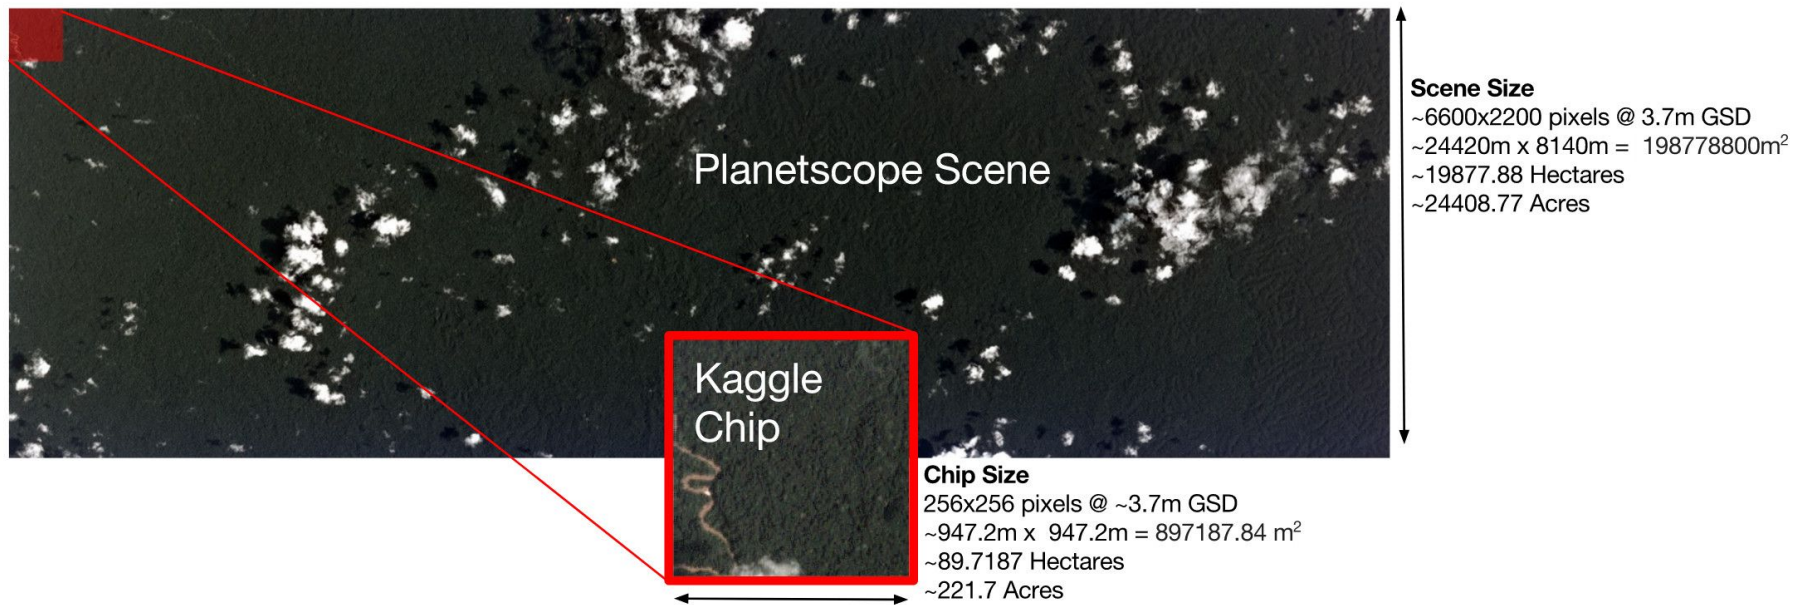 Planetscope Scene
Scene Size
~6600x2200 pixels @ 3.7m GSD
~24420m x 8140m =  198778800m²
~19877.88 Hectares
~24408.77 Acres
Kaggle
Chip
Chip Size
256x256 pixels @ ~3.7m GSD
~947.2m x  947.2m = 897187.84 m²
~89.7187 Hectares
~221.7 Acres